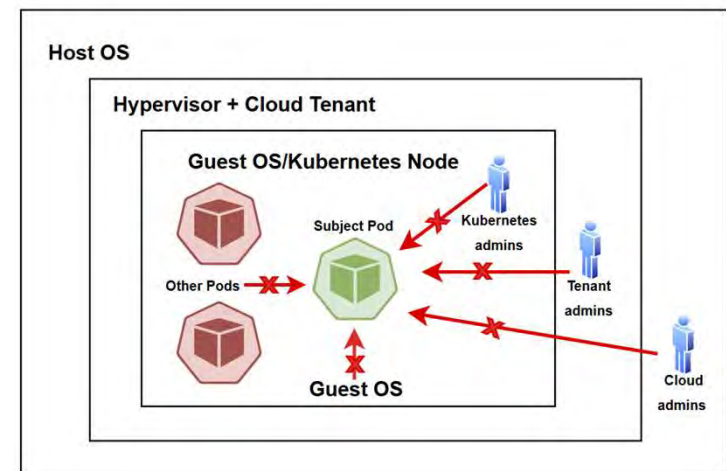 Host OS
Hypervisor + Cloud Tenant
Guest OS/Kubernetes Node
Subject Pod
Kubernetes
admins
Other Pods
Tenant
admins
Guest OS
Cloud
admins